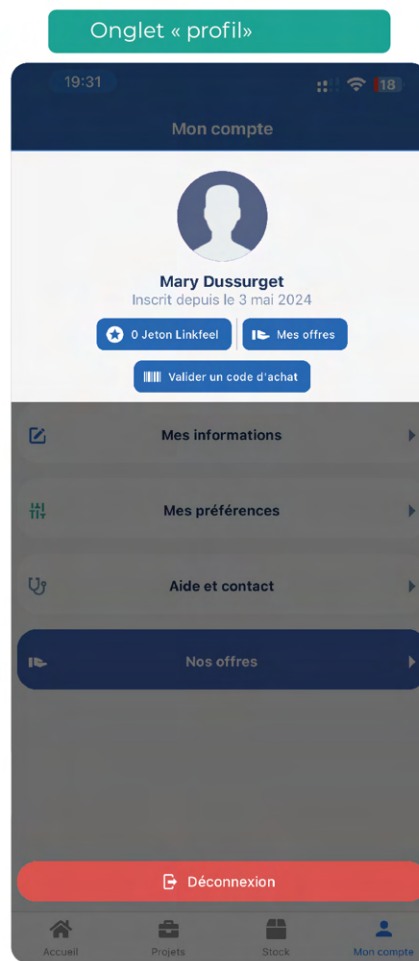 Onglet « profil»
19:31
18
Mon compte
Mary Dussurget
Inscrit depuis le 3 mai 2024
0 Jeton Linkfeel
Mes offres
Valider un code d'achat
Mes informations
Mes préférences
Aide et contact
Nos offres
Déconnexion
Accueil
Projets
Stock
Mon compte